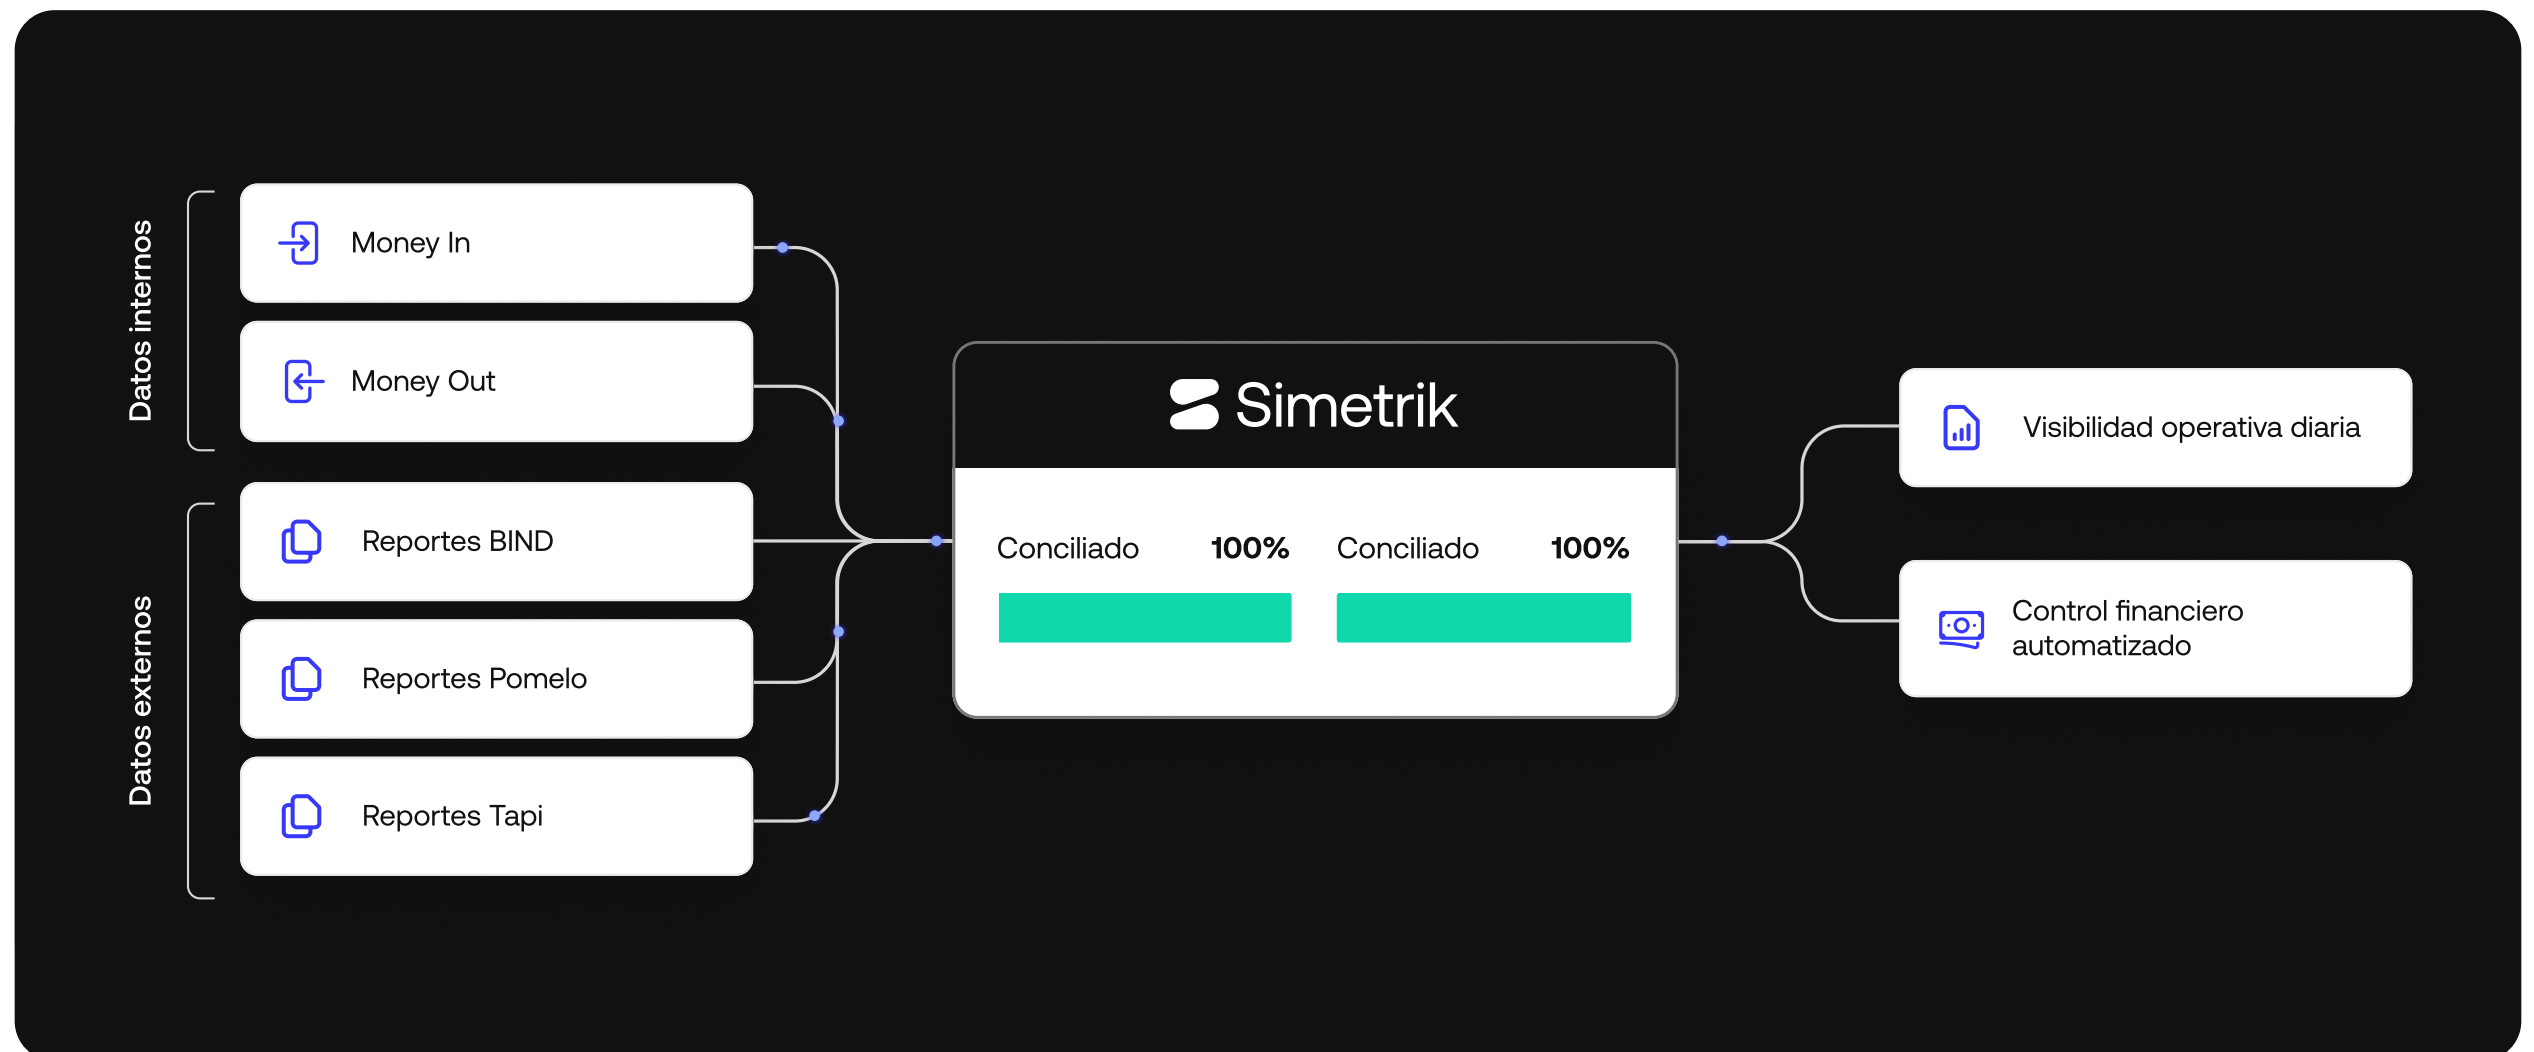 Datos internos
Money In
Money Out
Datos externos
Reportes BIND
Reportes Pomelo
Reportes Tapi
Simetrik
Conciliado 100%
Conciliado 100%
Visibilidad operativa diaria
Control financiero
automatizado